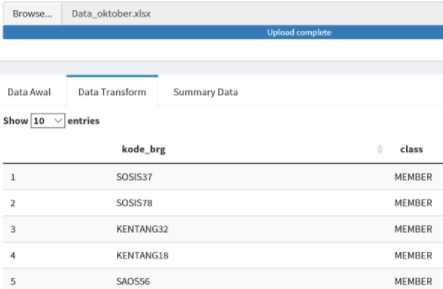 Browse... Data_oktober.xlsx
Upload complete
Data Awal Data Transform Summary Data
Show 10 entries
kode_brg class
1 SOSIS37 MEMBER
2 SOSIS78 MEMBER
3 KENTANG32 MEMBER
4 KENTANG18 MEMBER
5 SAOS56 MEMBER